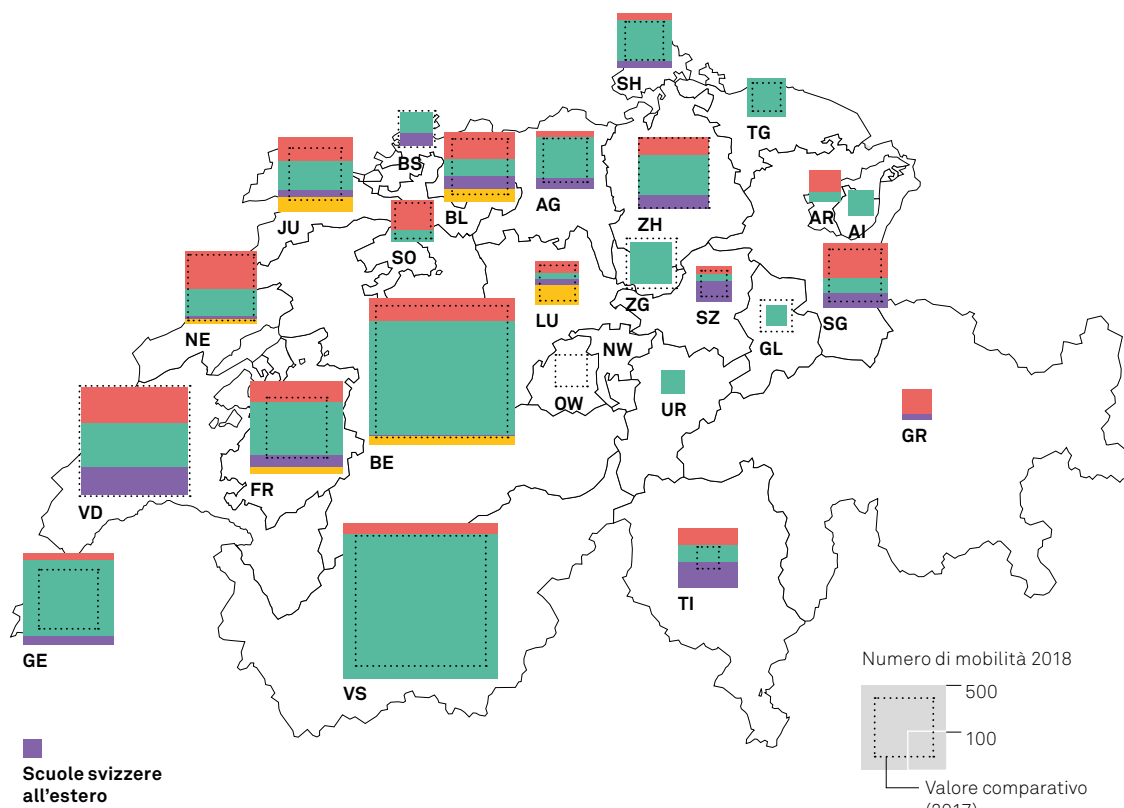 SH
TG
BS
JU
BL
AG
ZH
AR
AI
SO
NE
LU
ZG
SZ
GL
SG
NW
OW
UR
GR
VD
FR
BE
TI
GE
VS
Numero di mobilità 2018
500
100
Valore comparativo
(2017)
Scuole svizzere
all'estero